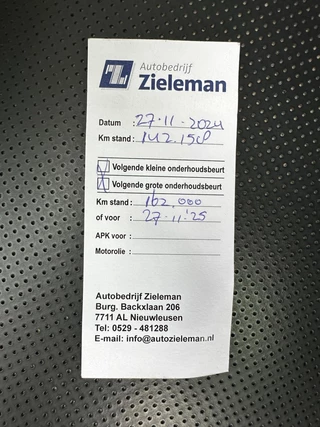 Autobedrijf
Zieleman
Datum : 27·11·2024
Km stand : 142.158
Volgende kleine onderhoudsbeurt
Volgende grote onderhoudsbeurt
Km stand : 162.000
of voor : 27·11·'25
APK voor :
Motorolie :
Autobedrijf Zieleman
Burg. Backxlaan 206
7711 AL Nieuwleusen
Tel: 0529 - 481288
E-mail: info@autozieleman.nl